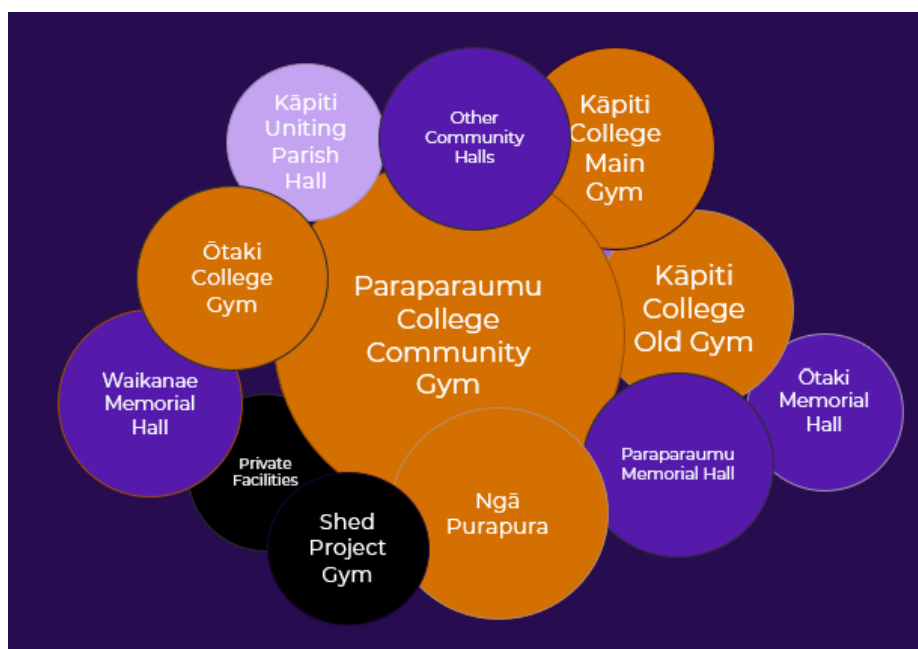 Kāpiti
Uniting
Parish
Hall
Other
Community
Halls
Kāpiti
College
Main
Gym
Ōtaki
College
Gym
Paraparaumu
College
Community
Gym
Kāpiti
College
Old Gym
Waikanae
Memorial
Hall
Ōtaki
Memorial
Hall
Private
Facilities
Paraparaumu
Memorial Hall
Shed
Project
Gym
Ngā
Purapura